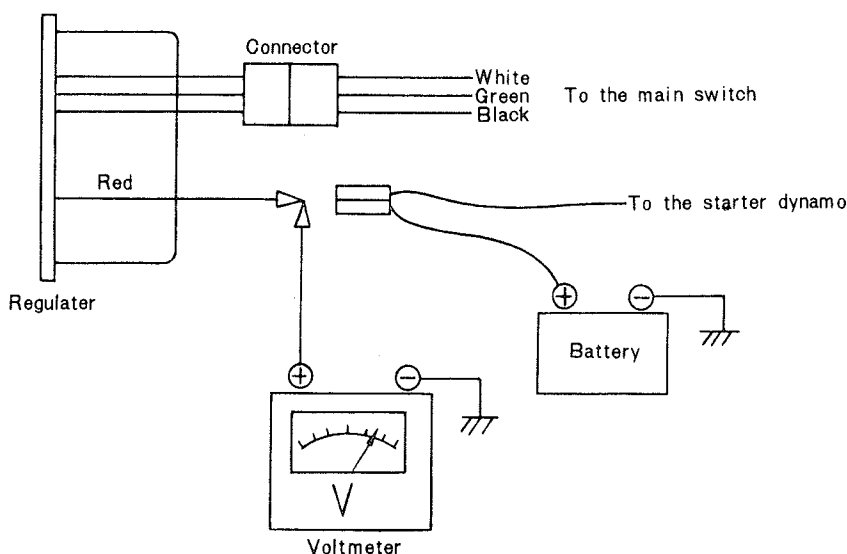 Connector
White
Green
To the main switch
Black
Red
To the starter dynamo
Regulater
+
-
Battery
+
-
V
Voltmeter